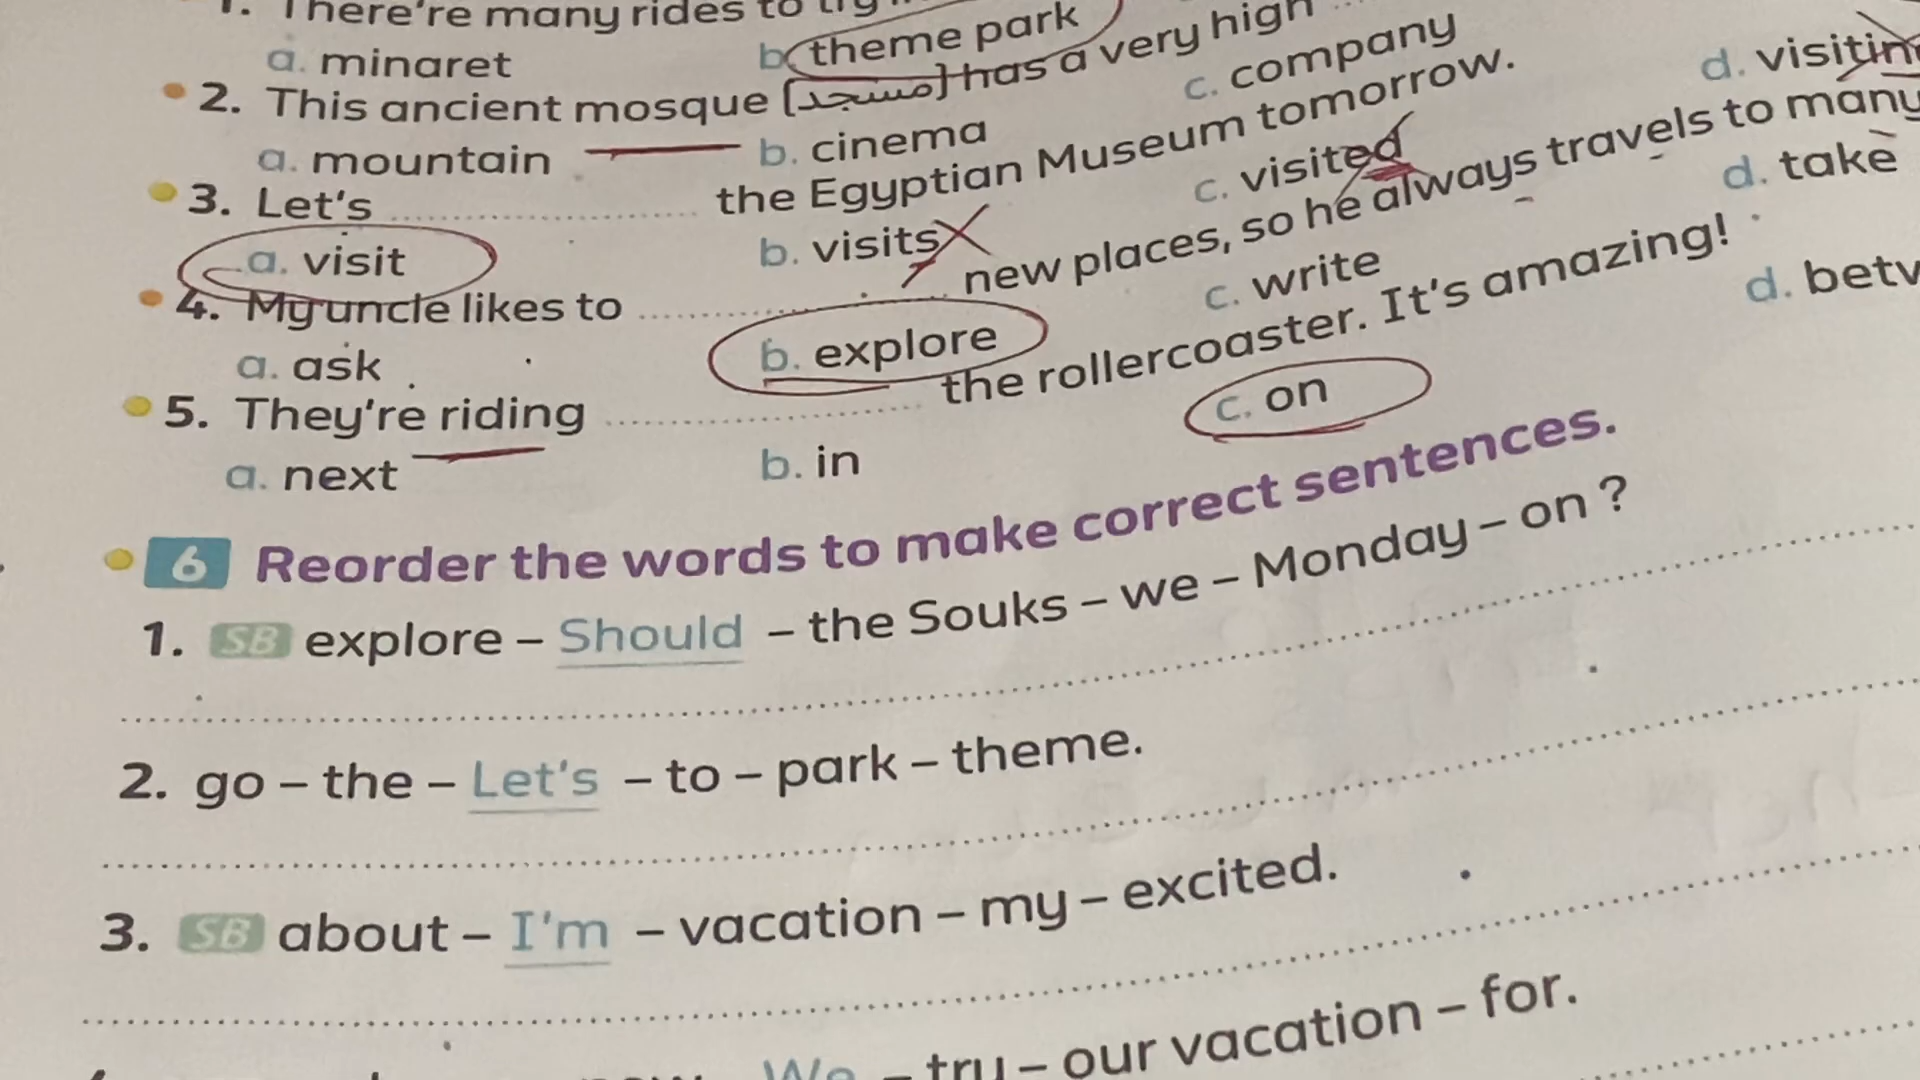 1. There're many rides to try
a. minaret b. theme park c. company d. visiting
2. This ancient mosque [مسجد] has a very high
a. mountain b. cinema
3. Let's .................... the Egyptian Museum tomorrow.
a. visit b. visits c. visited
4. My uncle likes to .................... new places, so he always travels to many
a. ask b. explore c. write d. take
5. They're riding .................... the rollercoaster. It's amazing!
a. next b. in c. on
6 Reorder the words to make correct sentences.
1. SB explore – Should – the Souks – we – Monday – on ?
2. go – the – Let's – to – park – theme.
3. SB about – I'm – vacation – my – excited.
We – try – our vacation – for.